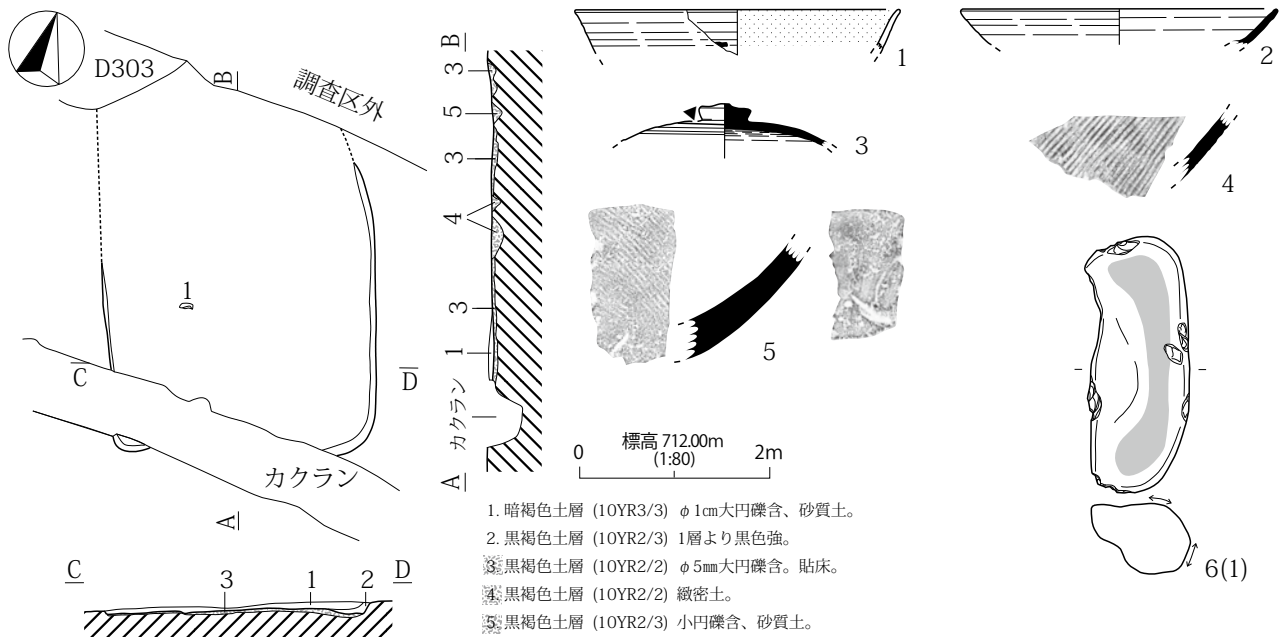 D303
B
調査区外
1
C
D
カクラン
A
C
3
1
2
D
B
3
5
3
4
3
1
カクラン
A
1
2
3
4
5
6(1)
標高 712.00m
0
(1:80)
2m
1. 暗褐色土層 (10YR3/3) φ1cm大円礫含、砂質土。
2. 黒褐色土層 (10YR2/3) 1層より黒色強。
3. 黒褐色土層 (10YR2/2) φ5mm大円礫含。貼床。
4. 黒褐色土層 (10YR2/2) 緻密土。
5. 黒褐色土層 (10YR2/3) 小円礫含、砂質土。